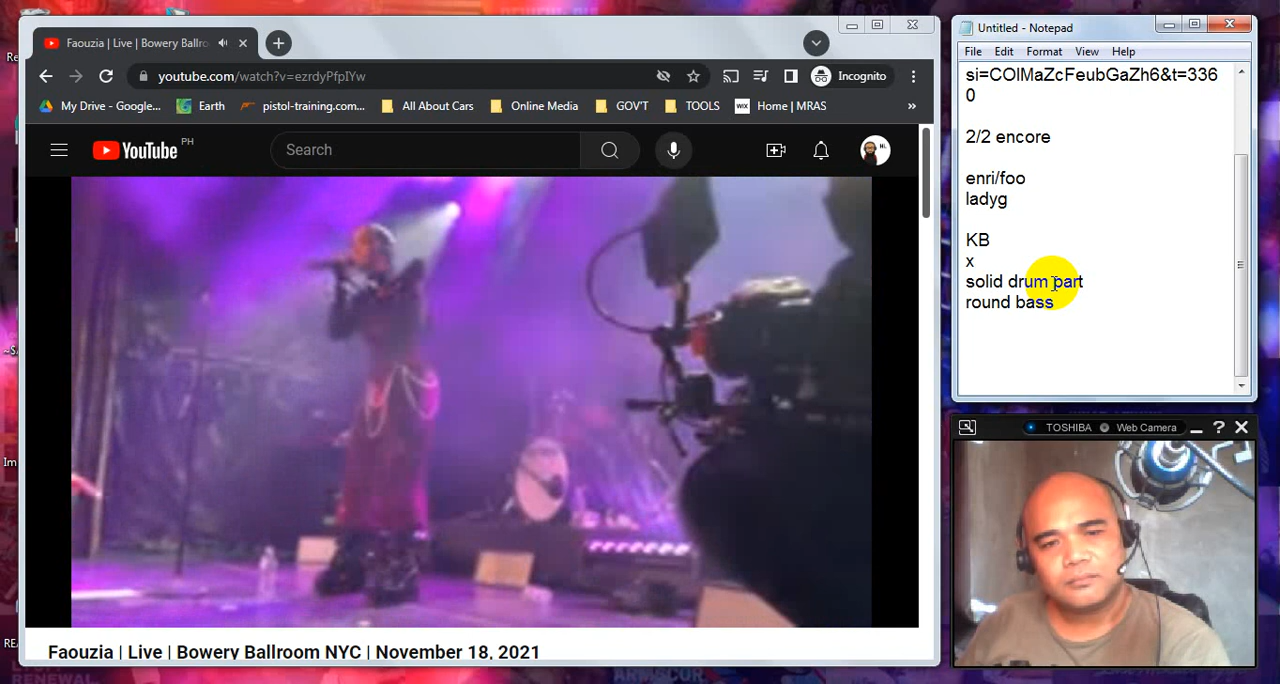 Faouzia | Live | Bowery Ballro
youtube.com/watch?v=ezrdyPfpIYw
Incognito
My Drive - Google...
Earth
pistol-training.com...
All About Cars
Online Media
GOV'T
TOOLS
WIX
Home | MRAS
»
YouTube PH
Search
Faouzia | Live | Bowery Ballroom NYC | November 18, 2021
Untitled - Notepad
File Edit Format View Help
si=COlMaZcFeubGaZh6&t=336
0
2/2 encore
enri/foo
ladyg
KB
x
solid drum part
round bass
TOSHIBA Web Camera
Re
Im